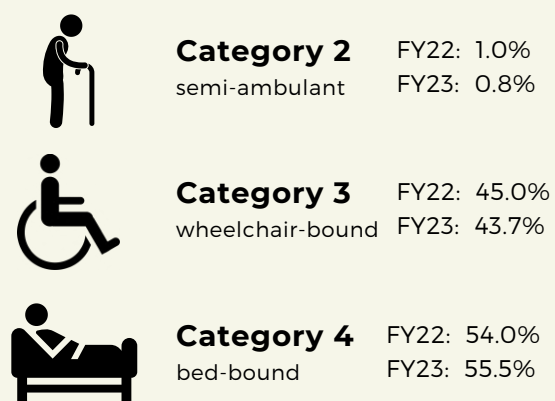 Category 2 FY22: 1.0%
semi-ambulant FY23: 0.8%
Category 3 FY22: 45.0%
wheelchair-bound FY23: 43.7%
Category 4 FY22: 54.0%
bed-bound FY23: 55.5%